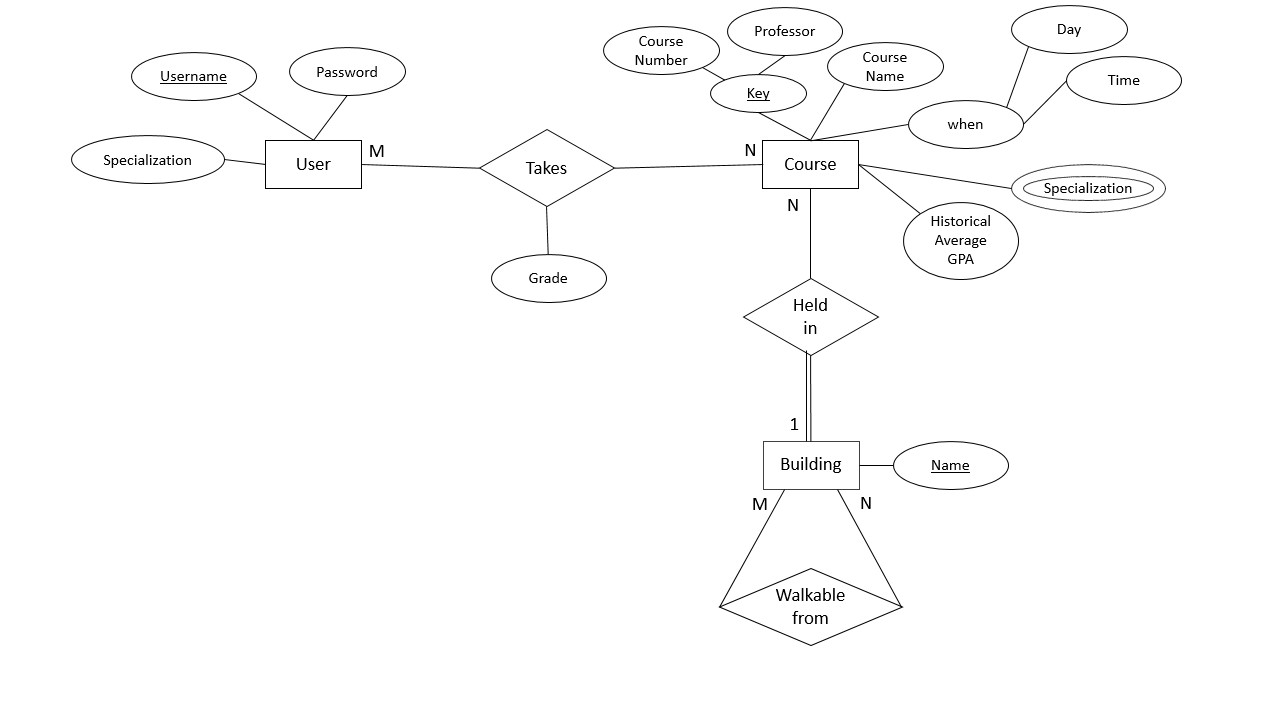 Day
Professor
Course
Number
Course
Name
Username
Password
Time
Key
when
M
N
Specialization
User
Takes
Course
Specialization
N
Historical
Average
GPA
Grade
Held
in
1
Building
Name
M
N
Walkable
from